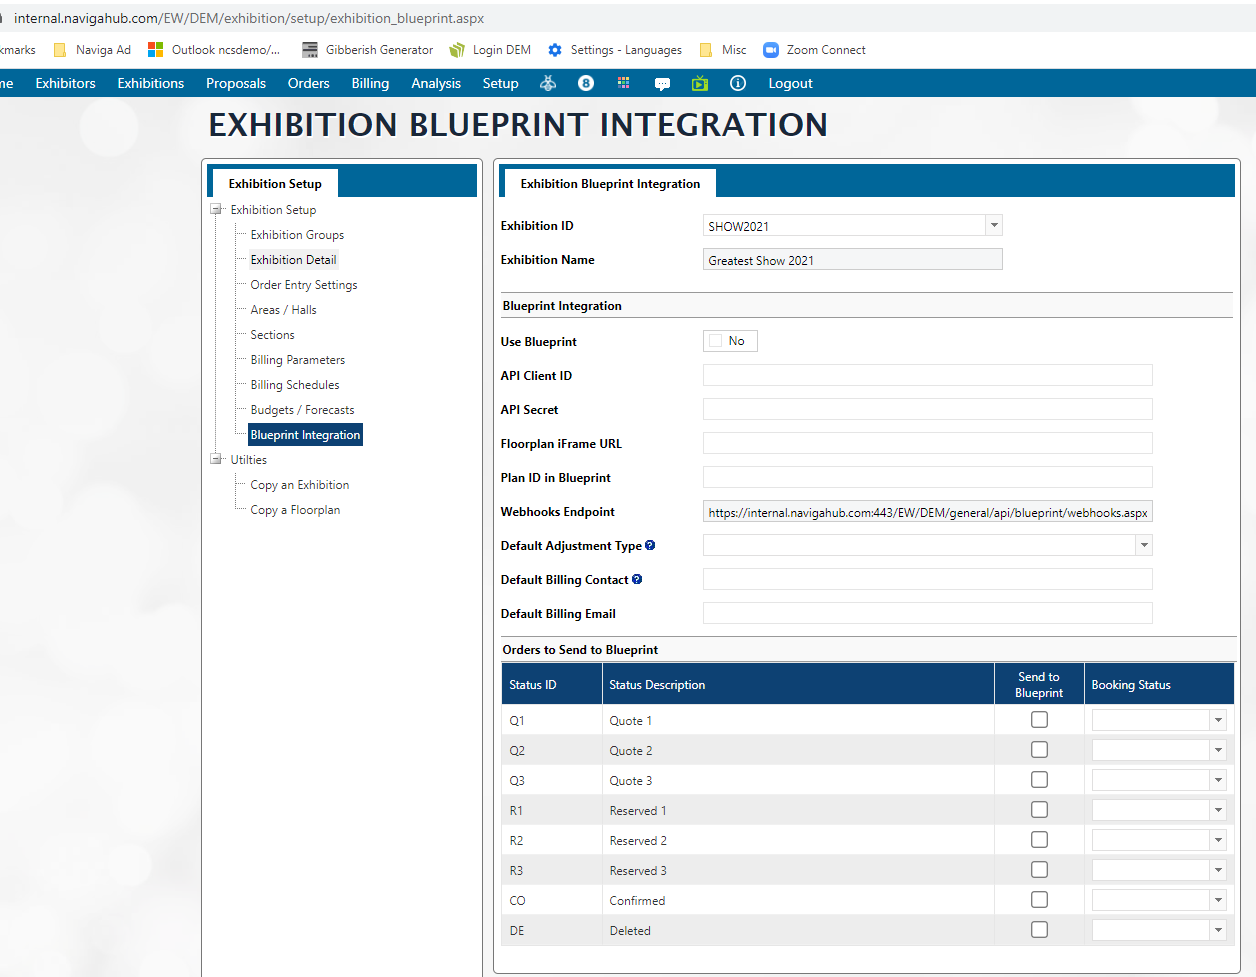 internal.navigahub.com/EW/DEM/exhibition/setup/exhibition_blueprint.aspx
kmarks Naviga Ad Outlook ncsdemo/... Gibberish Generator Login DEM Settings - Languages Misc Zoom Connect
me Exhibitors Exhibitions Proposals Orders Billing Analysis Setup 8 Logout
EXHIBITION BLUEPRINT INTEGRATION
Exhibition Setup
Exhibition Setup
Exhibition Groups
Exhibition Detail
Order Entry Settings
Areas / Halls
Sections
Billing Parameters
Billing Schedules
Budgets / Forecasts
Blueprint Integration
Utilties
Copy an Exhibition
Copy a Floorplan
Exhibition Blueprint Integration
Exhibition ID SHOW2021
Exhibition Name Greatest Show 2021
Blueprint Integration
Use Blueprint No
API Client ID
API Secret
Floorplan iFrame URL
Plan ID in Blueprint
Webhooks Endpoint https://internal.navigahub.com:443/EW/DEM/general/api/blueprint/webhooks.aspx
Default Adjustment Type ?
Default Billing Contact ?
Default Billing Email
Orders to Send to Blueprint
Status ID Status Description Send to Blueprint Booking Status
Q1 Quote 1
Q2 Quote 2
Q3 Quote 3
R1 Reserved 1
R2 Reserved 2
R3 Reserved 3
CO Confirmed
DE Deleted